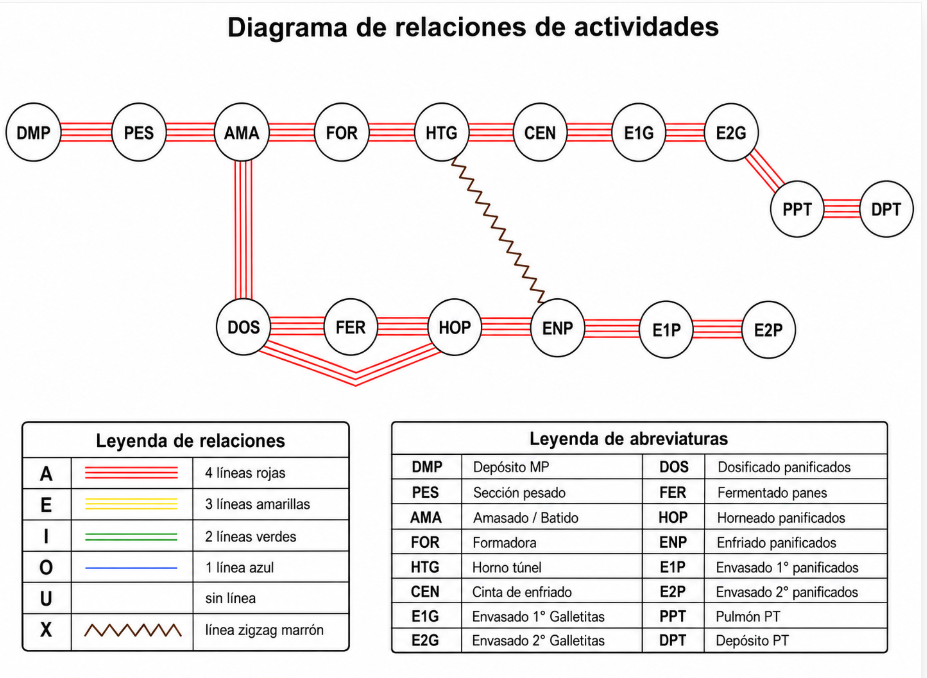 Diagrama de relaciones de actividades
DMP PES AMA FOR HTG CEN E1G E2G
PPT DPT
DOS FER HOP ENP E1P E2P
Leyenda de relaciones
A 4 líneas rojas
E 3 líneas amarillas
I 2 líneas verdes
O 1 línea azul
U sin línea
X línea zigzag marrón
Leyenda de abreviaturas
DMP Depósito MP DOS Dosificado panificados
PES Sección pesado FER Fermentado panes
AMA Amasado / Batido HOP Horneado panificados
FOR Formadora ENP Enfriado panificados
HTG Horno túnel E1P Envasado 1° panificados
CEN Cinta de enfriado E2P Envasado 2° panificados
E1G Envasado 1° Galletitas PPT Pulmón PT
E2G Envasado 2° Galletitas DPT Depósito PT